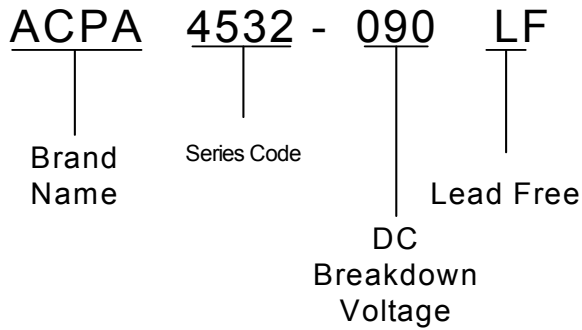 ACPA 4532 - 090 LF
Brand
Name
Series Code
DC
Breakdown
Voltage
Lead Free